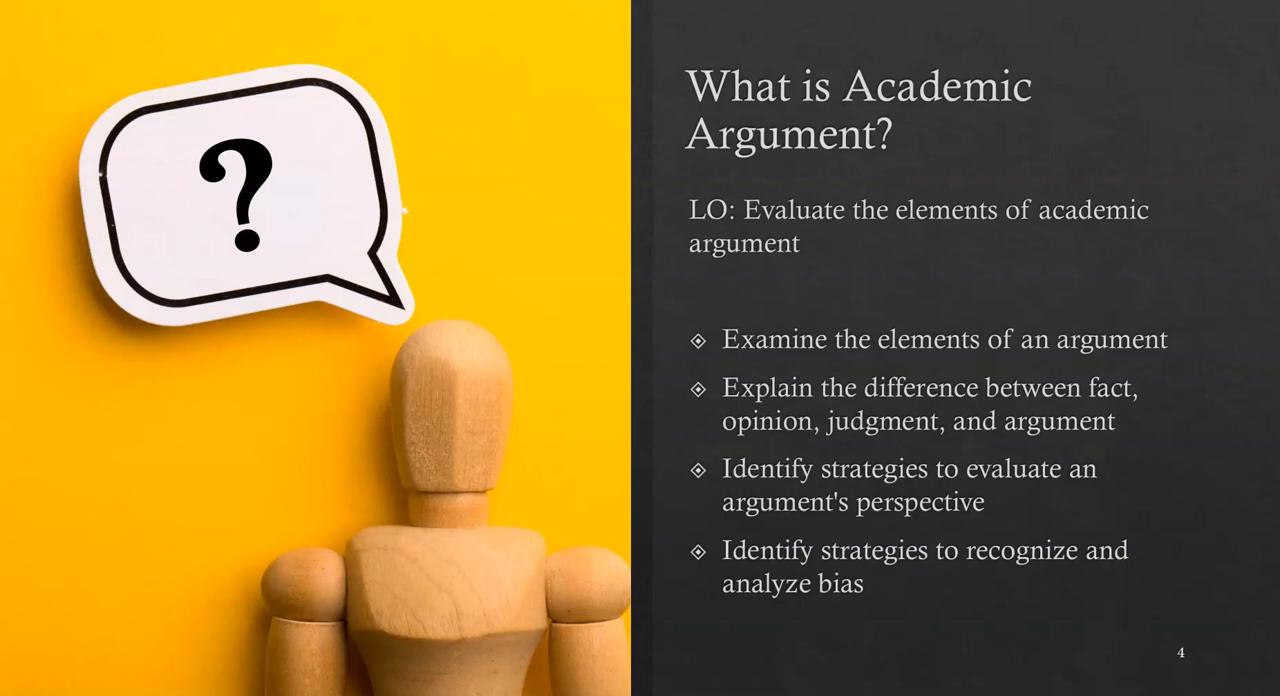 ?
What is Academic
Argument?
LO: Evaluate the elements of academic
argument
Examine the elements of an argument
Explain the difference between fact,
opinion, judgment, and argument
Identify strategies to evaluate an
argument's perspective
Identify strategies to recognize and
analyze bias
4